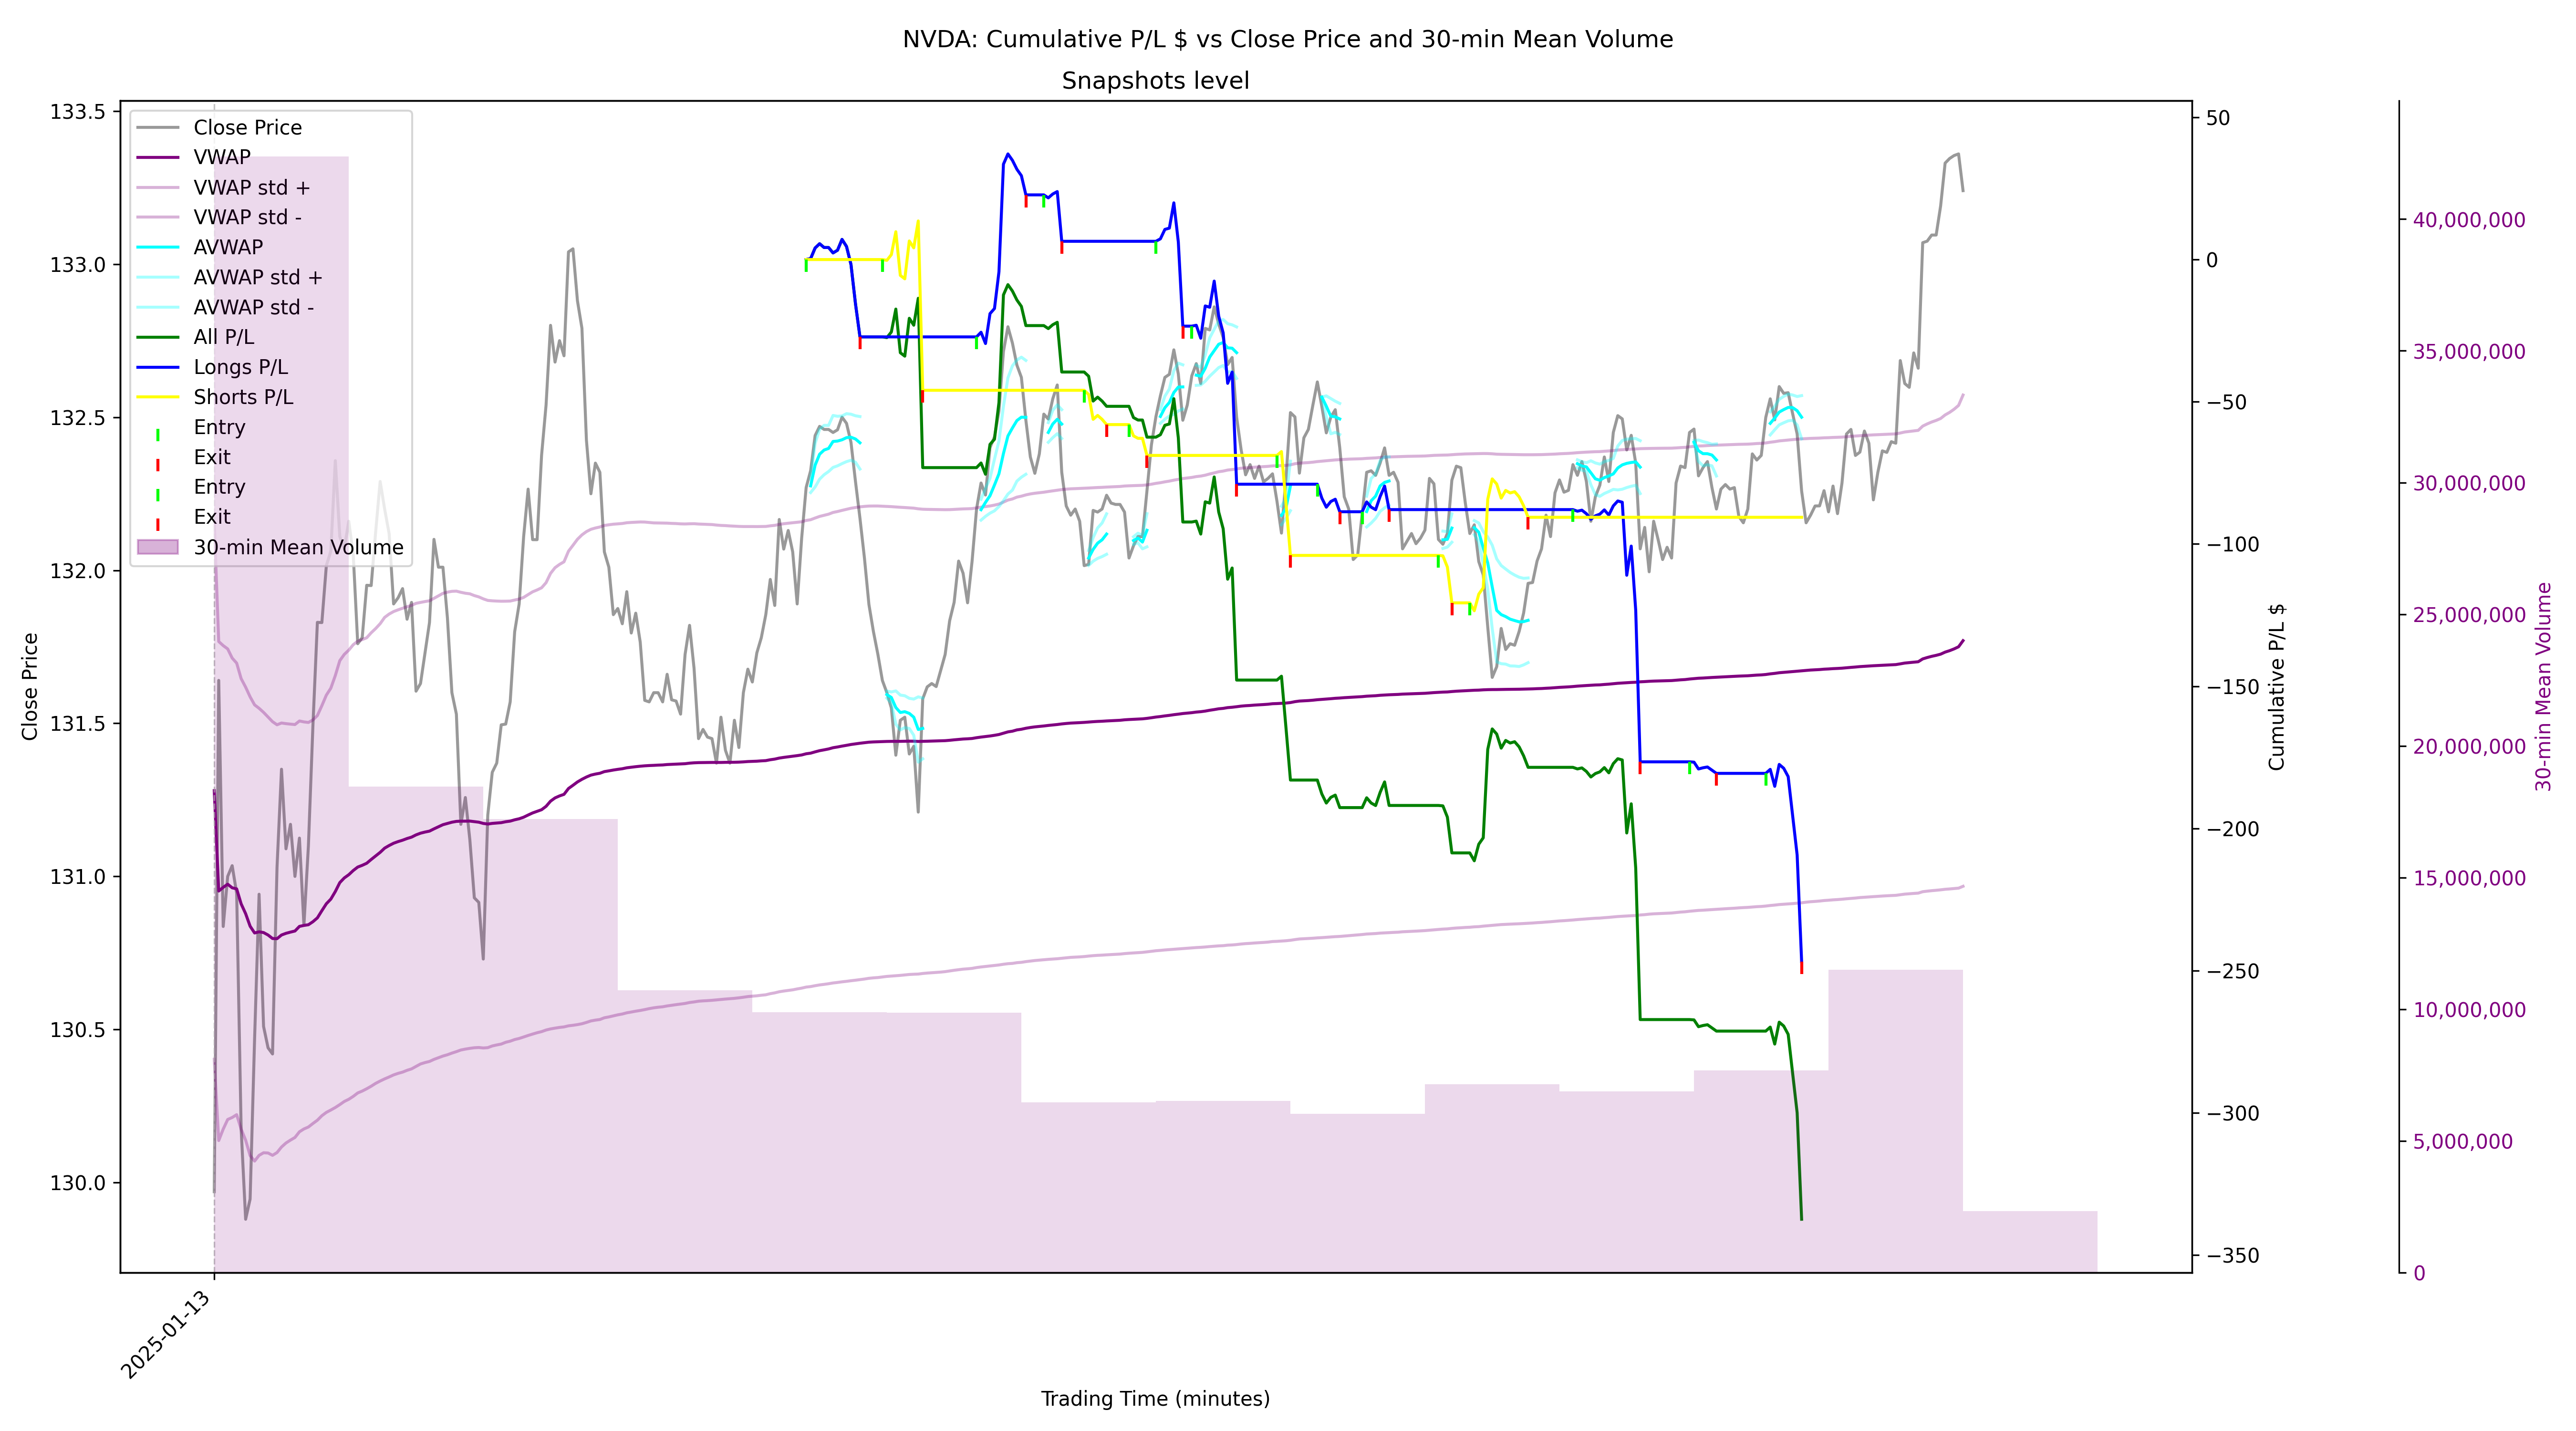 NVDA: Cumulative P/L $ vs Close Price and 30-min Mean Volume
Snapshots level
Close Price
VWAP
VWAP std +
VWAP std -
AVWAP
AVWAP std +
AVWAP std -
All P/L
Longs P/L
Shorts P/L
Entry
Exit
Entry
Exit
30-min Mean Volume
133.5
133.0
132.5
132.0
131.5
131.0
130.5
130.0
Close Price
50
0
−50
−100
−150
−200
−250
−300
−350
Cumulative P/L $
40,000,000
35,000,000
30,000,000
25,000,000
20,000,000
15,000,000
10,000,000
5,000,000
0
30-min Mean Volume
2025-01-13
Trading Time (minutes)